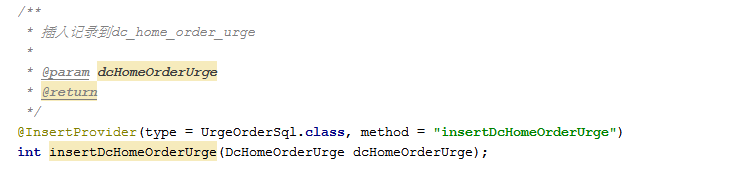 /**
 * 插入记录到dc_home_order_urge
 *
 * @param dcHomeOrderUrge
 * @return
 */
@InsertProvider(type = UrgeOrderSql.class, method = "insertDcHomeOrderUrge")
int insertDcHomeOrderUrge(DcHomeOrderUrge dcHomeOrderUrge);